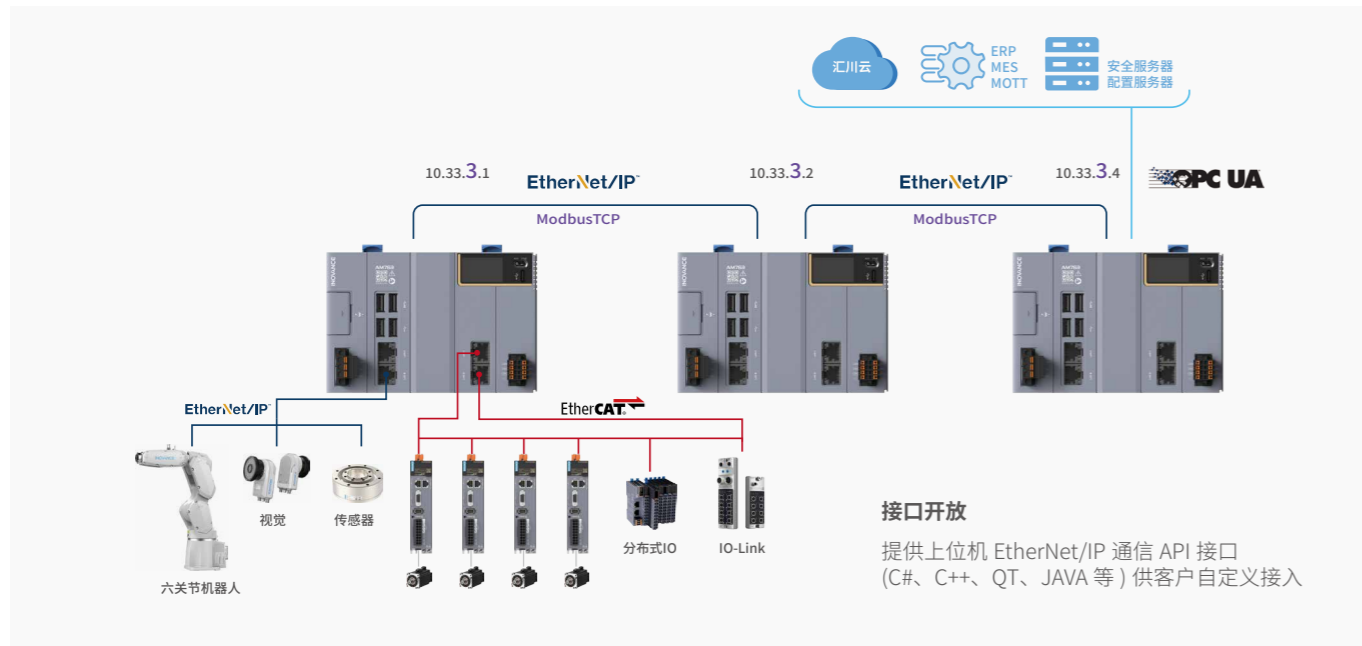 汇川云
ERP
MES
MOTT
安全服务器
配置服务器
10.33.3.1
EtherNet/IP
ModbusTCP
10.33.3.2
EtherNet/IP
ModbusTCP
10.33.3.4
OPC UA
INOVANCE
INOVANCE
INOVANCE
EtherNet/IP
EtherCAT
六关节机器人
视觉
传感器
分布式IO
IO-Link
接口开放
提供上位机 EtherNet/IP 通信 API 接口
(C#、C++、QT、JAVA 等 ) 供客户自定义接入